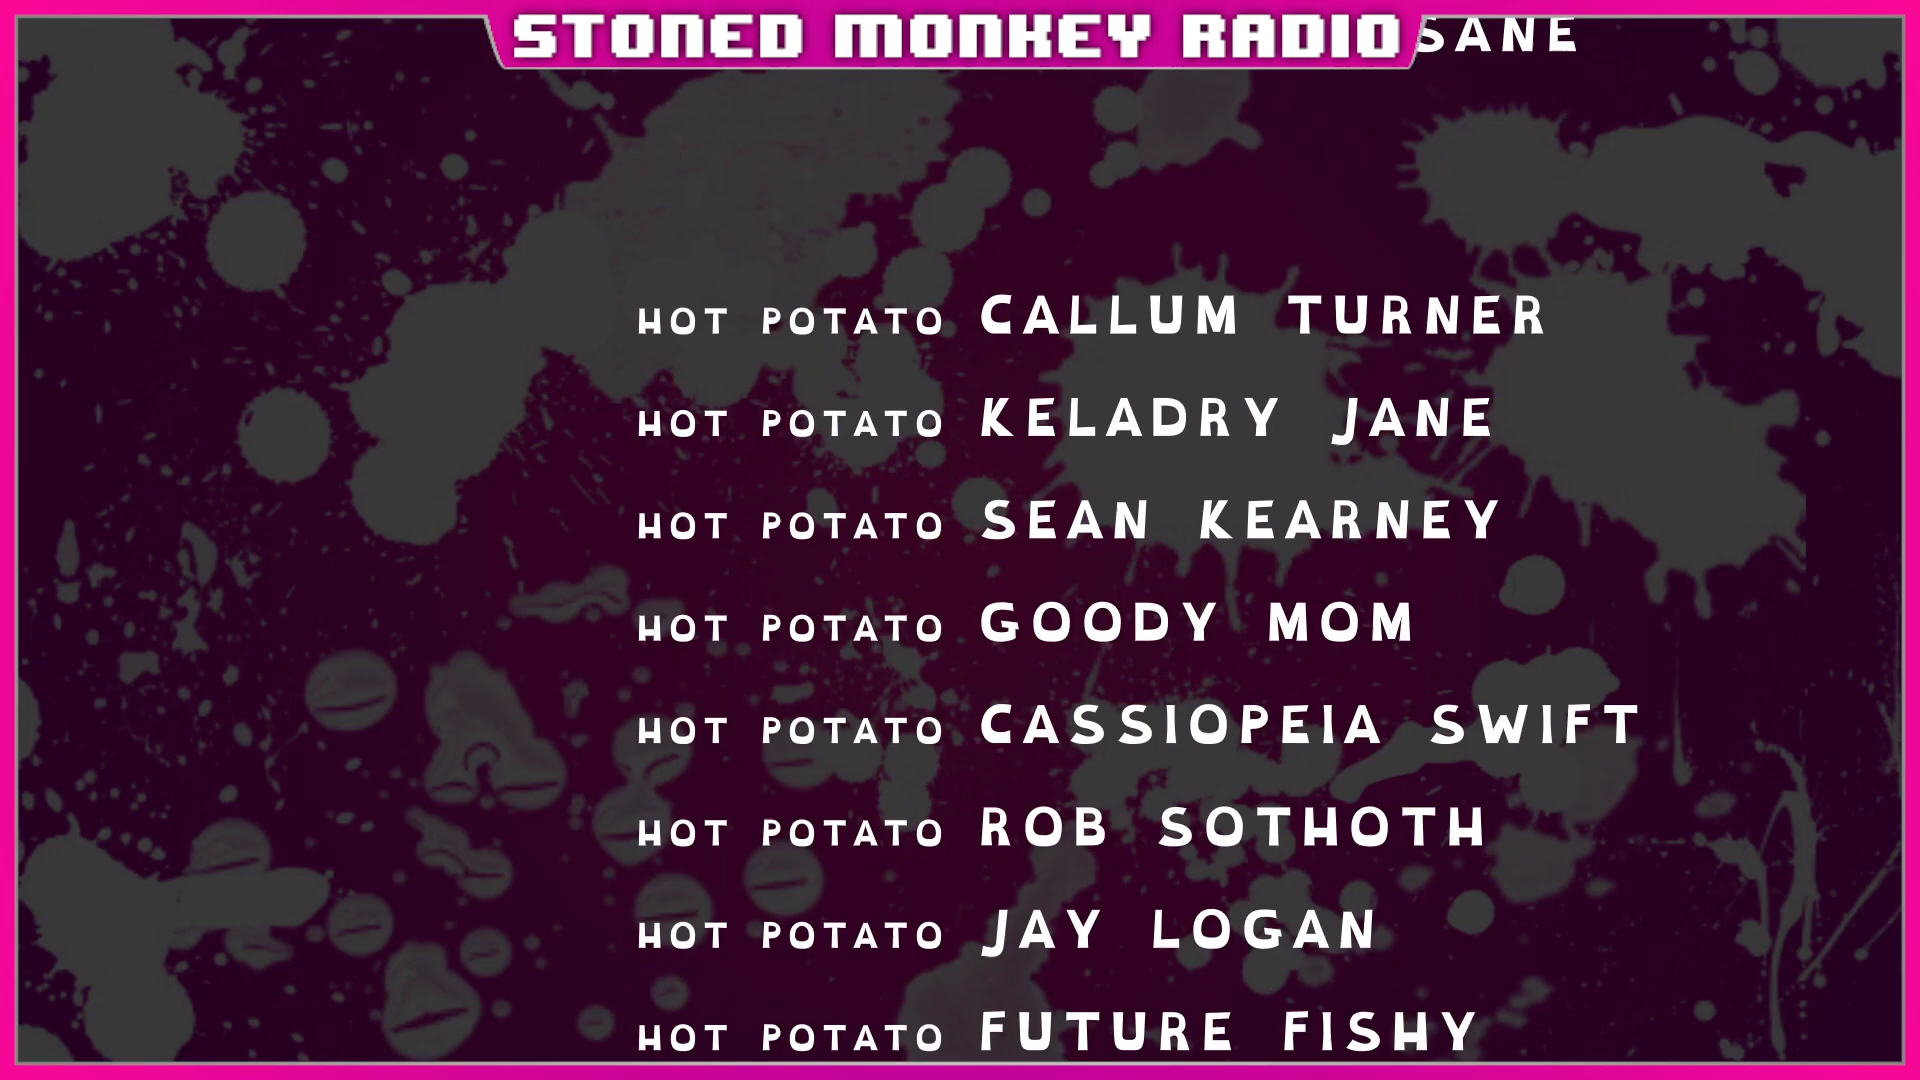 STONED MONKEY RADIO
SANE
HOT POTATO CALLUM TURNER
HOT POTATO KELADRY JANE
HOT POTATO SEAN KEARNEY
HOT POTATO GOODY MOM
HOT POTATO CASSIOPEIA SWIFT
HOT POTATO ROB SOTHOTH
HOT POTATO JAY LOGAN
HOT POTATO FUTURE FISHY